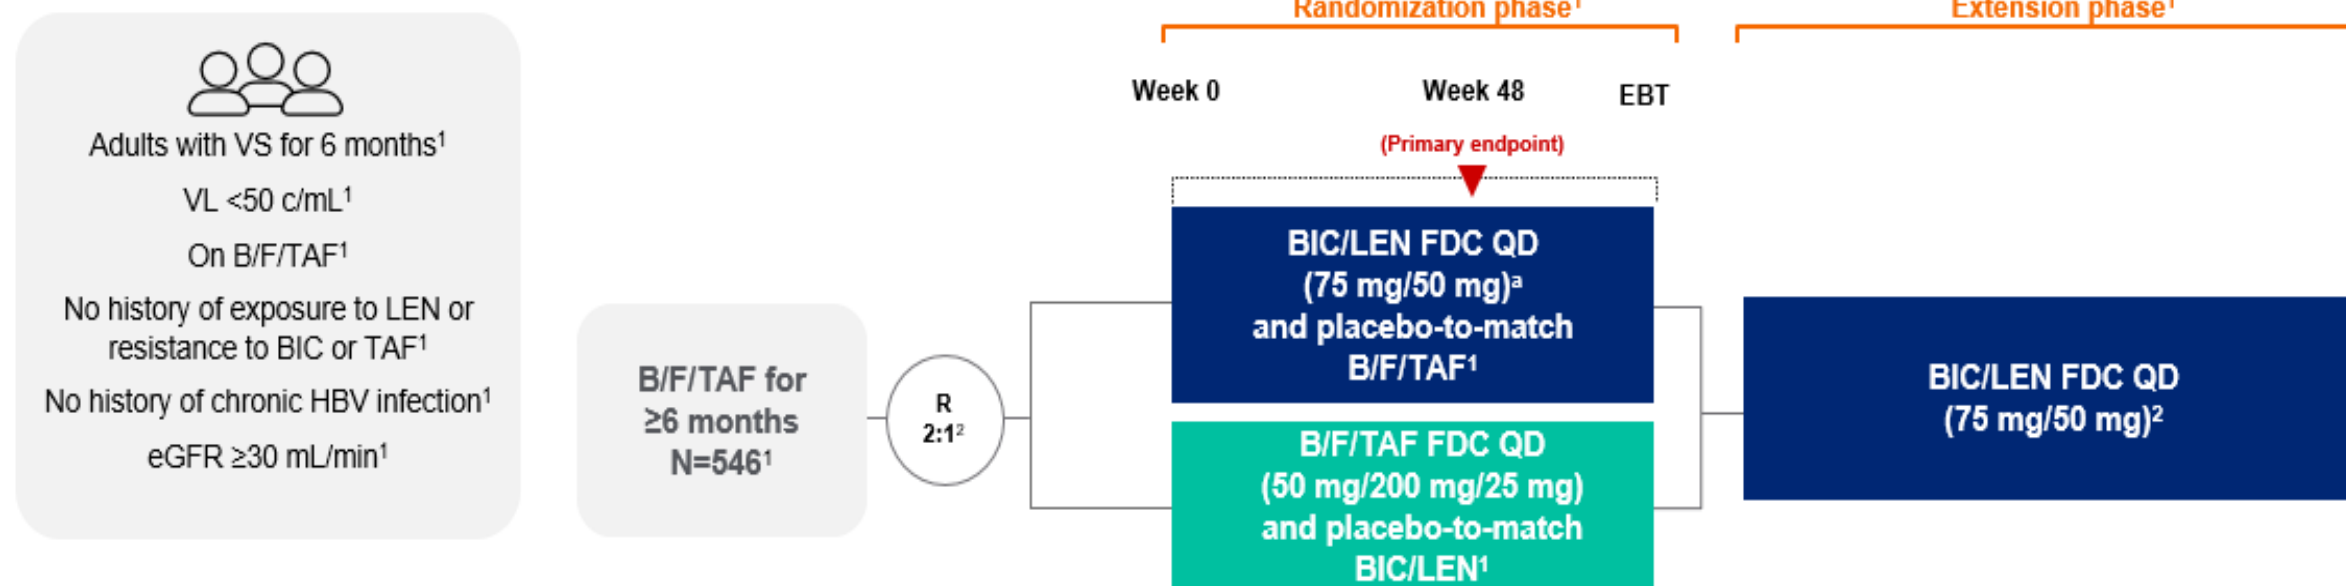 Randomization phase¹
Extension phase¹
Week 0
Week 48
EBT
(Primary endpoint)
Adults with VS for 6 months¹
VL <50 c/mL¹
On B/F/TAF¹
No history of exposure to LEN or
resistance to BIC or TAF¹
No history of chronic HBV infection¹
eGFR ≥30 mL/min¹
B/F/TAF for
≥6 months
N=546¹
R
2:1²
BIC/LEN FDC QD
(75 mg/50 mg)ᵃ
and placebo-to-match
B/F/TAF¹
B/F/TAF FDC QD
(50 mg/200 mg/25 mg)
and placebo-to-match
BIC/LEN¹
BIC/LEN FDC QD
(75 mg/50 mg)²